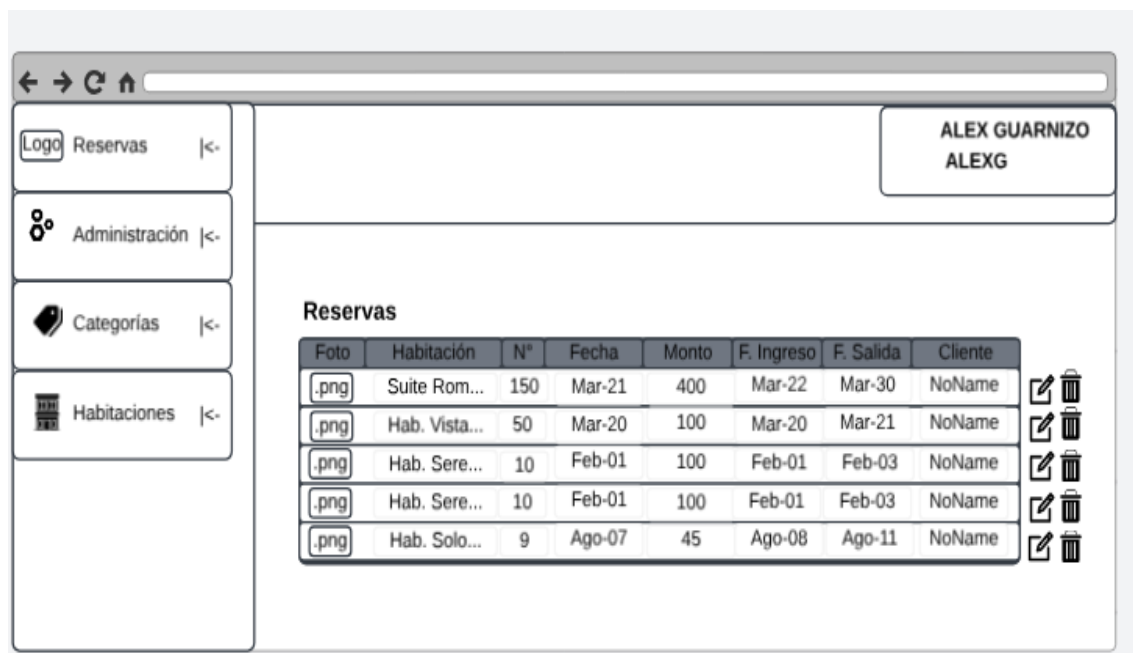 ALEX GUARNIZO
ALEXG
Logo Reservas |<-
Administración |<-
Categorías |<-
Habitaciones |<-
Reservas
Foto Habitación N° Fecha Monto F. Ingreso F. Salida Cliente
.png Suite Rom... 150 Mar-21 400 Mar-22 Mar-30 NoName
.png Hab. Vista... 50 Mar-20 100 Mar-20 Mar-21 NoName
.png Hab. Sere... 10 Feb-01 100 Feb-01 Feb-03 NoName
.png Hab. Sere... 10 Feb-01 100 Feb-01 Feb-03 NoName
.png Hab. Solo... 9 Ago-07 45 Ago-08 Ago-11 NoName